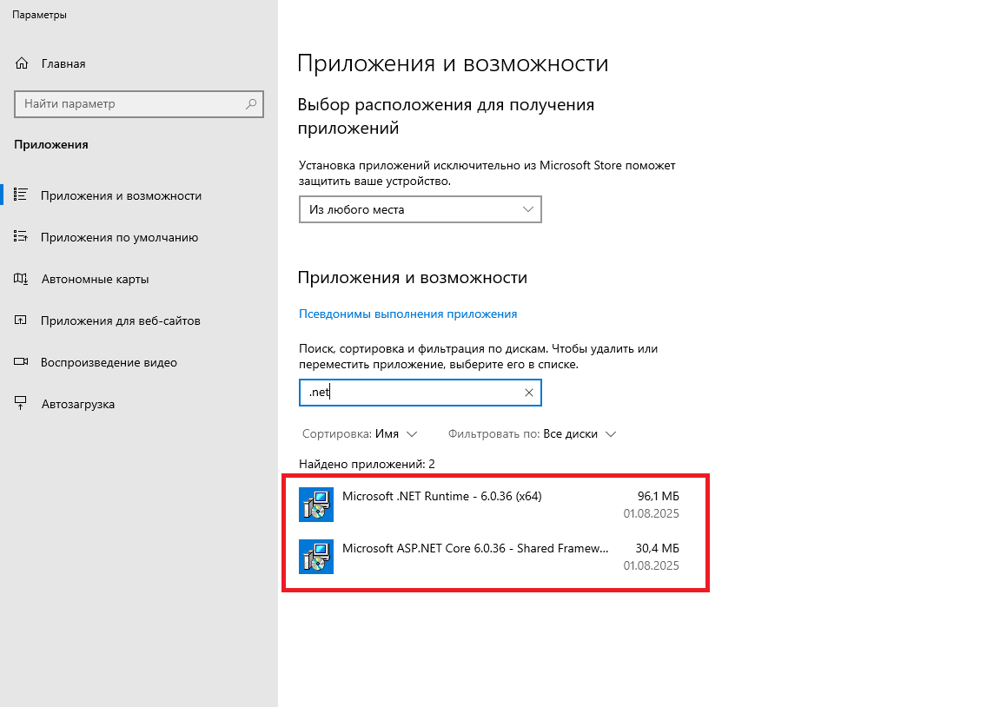 Параметры
Главная
Найти параметр
Приложения
Приложения и возможности
Приложения по умолчанию
Автономные карты
Приложения для веб-сайтов
Воспроизведение видео
Автозагрузка
Приложения и возможности
Выбор расположения для получения
приложений
Установка приложений исключительно из Microsoft Store поможет
защитить ваше устройство.
Из любого места
Приложения и возможности
Псевдонимы выполнения приложения
Поиск, сортировка и фильтрация по дискам. Чтобы удалить или
переместить приложение, выберите его в списке.
.net
Сортировка: Имя Фильтровать по: Все диски
Найдено приложений: 2
Microsoft .NET Runtime - 6.0.36 (x64) 96,1 МБ
01.08.2025
Microsoft ASP.NET Core 6.0.36 - Shared Framew... 30,4 МБ
01.08.2025